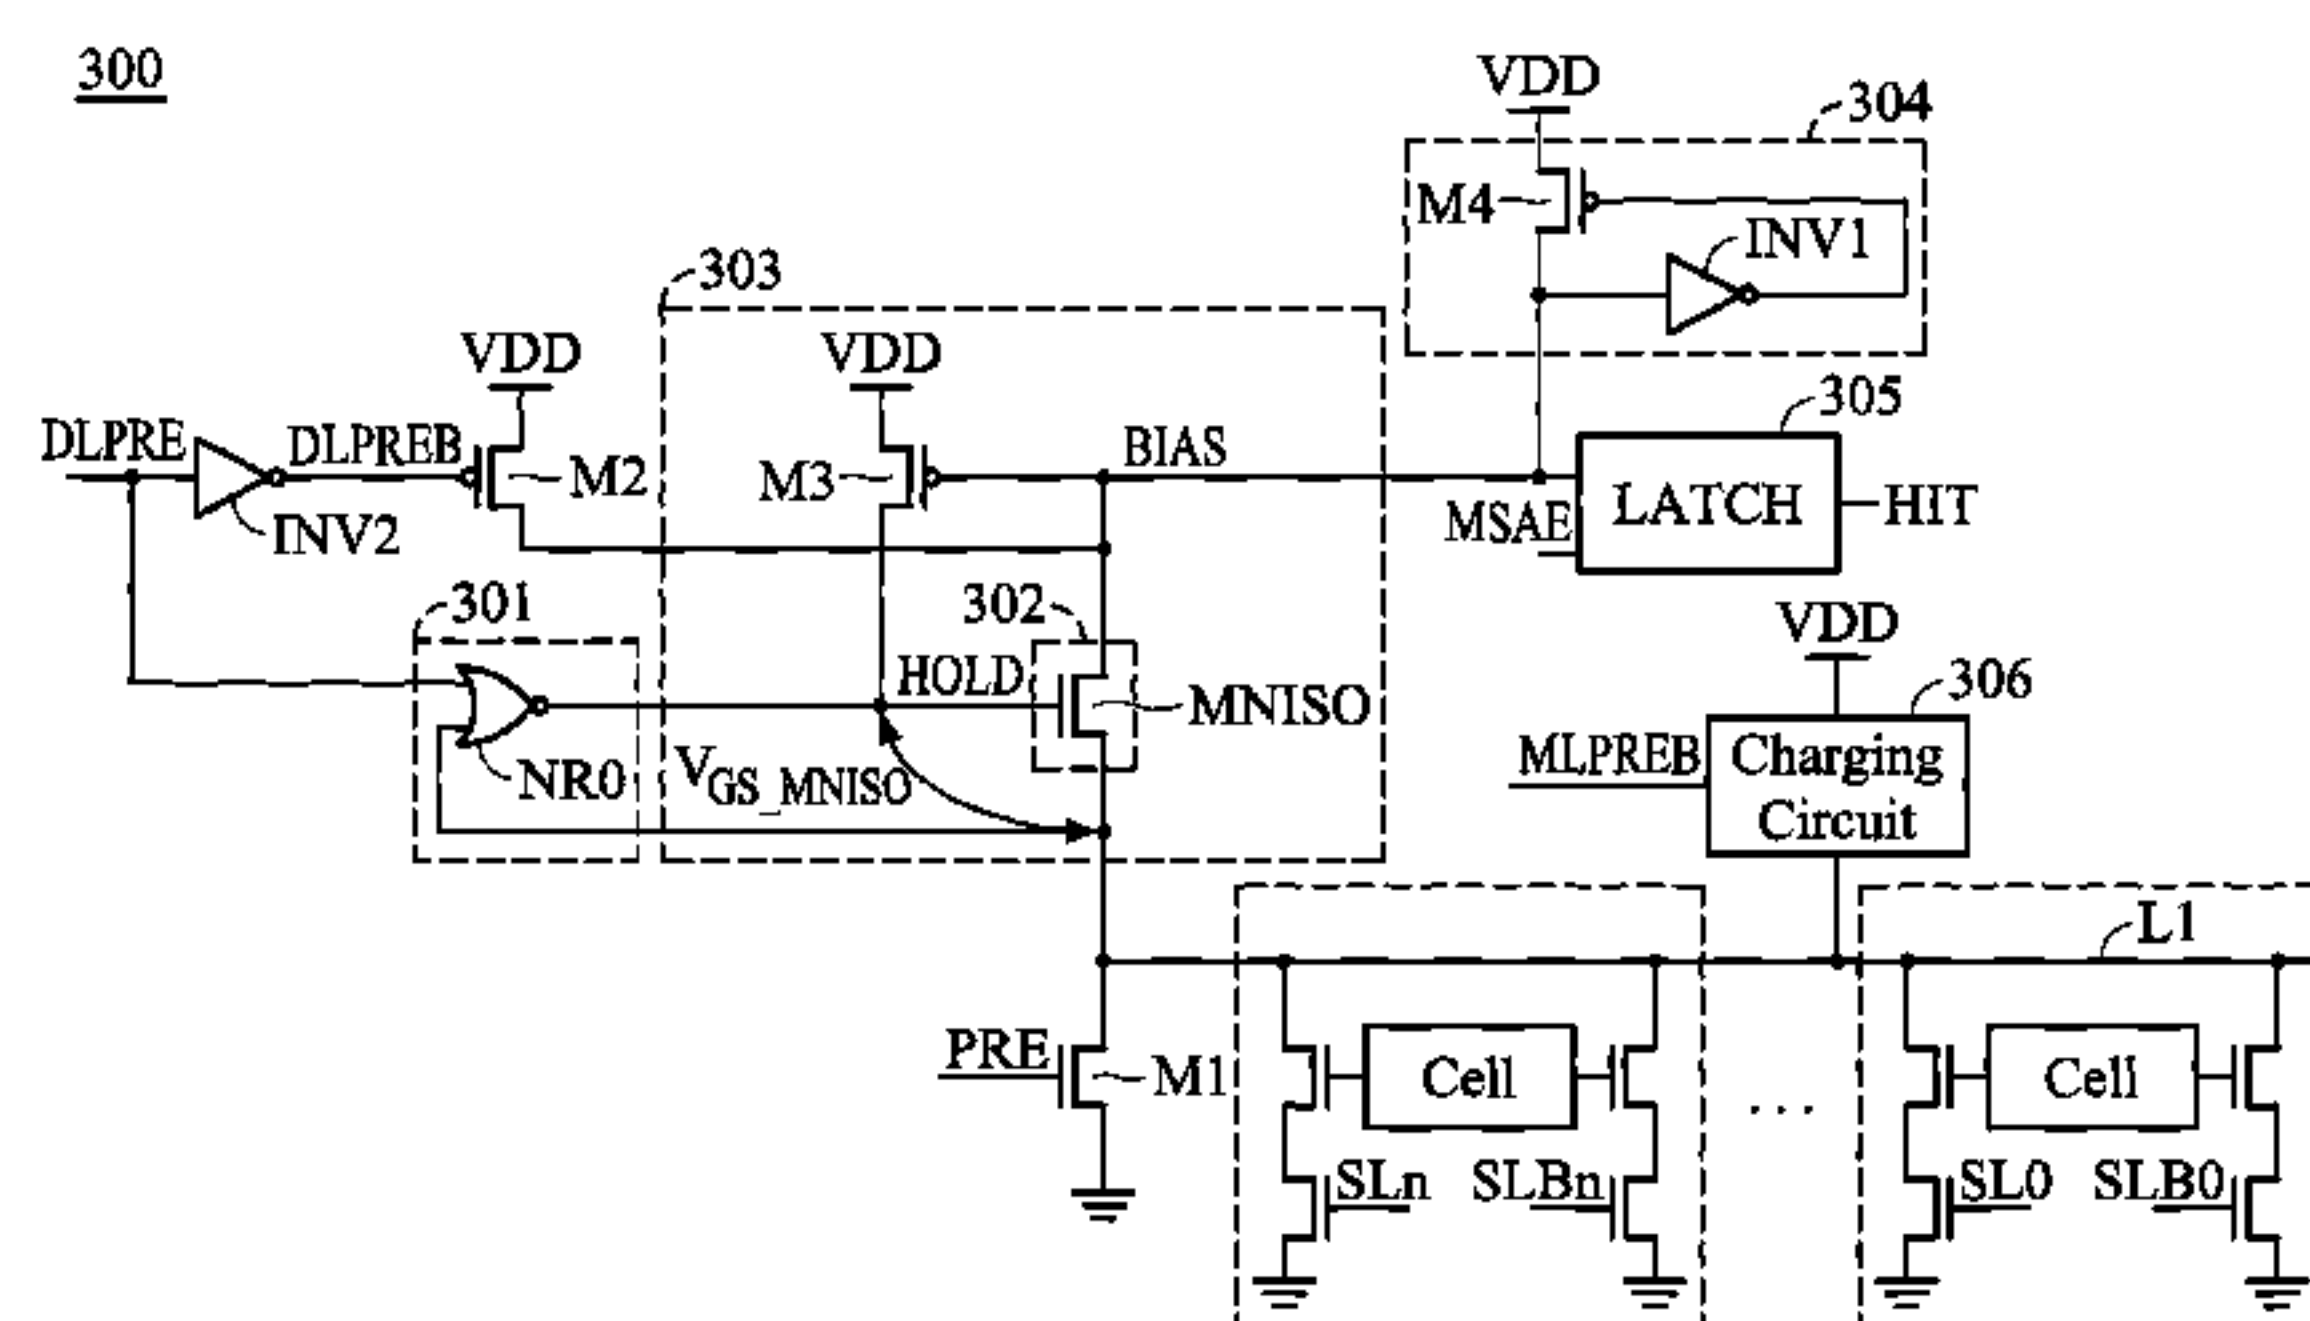 300
VDD
304
M4
INV1
303
VDD
VDD
305
DLPRE
DLPREB
M2
M3
BIAS
INV2
MSAE
LATCH
HIT
301
302
VDD
HOLD
MNISO
306
NR0
VGS_MNISO
MLPREB
Charging
Circuit
L1
PRE
M1
Cell
...
Cell
SLn
SLBn
SL0
SLB0